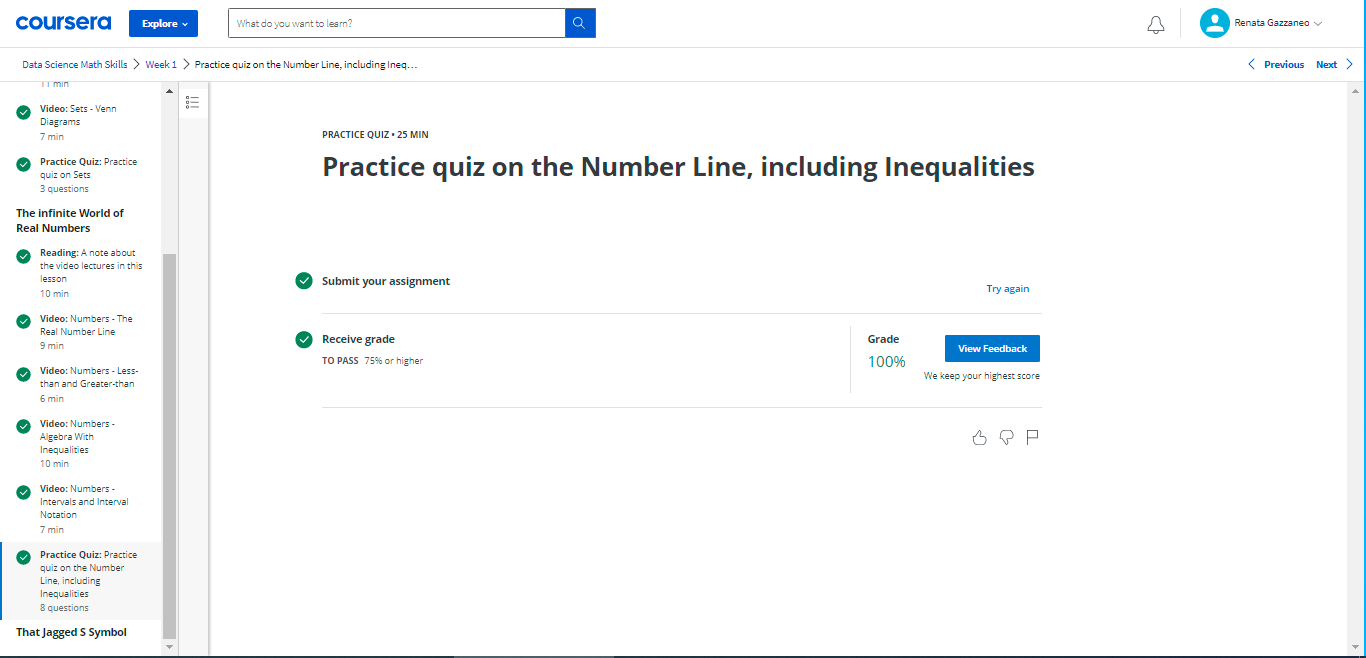 coursera
Explore
What do you want to learn?
Renata Gazzaneo
Data Science Math Skills > Week 1 > Practice quiz on the Number Line, including Ineq...
Previous Next
11 min
Video: Sets - Venn
Diagrams
7 min
Practice Quiz: Practice
quiz on Sets
3 questions
The infinite World of
Real Numbers
Reading: A note about
the video lectures in this
lesson
10 min
Video: Numbers - The
Real Number Line
9 min
Video: Numbers - Less-
than and Greater-than
6 min
Video: Numbers -
Algebra With
Inequalities
10 min
Video: Numbers -
Intervals and Interval
Notation
7 min
Practice Quiz: Practice
quiz on the Number
Line, including
Inequalities
8 questions
That Jagged S Symbol
PRACTICE QUIZ • 25 MIN
Practice quiz on the Number Line, including Inequalities
Submit your assignment
Try again
Receive grade
TO PASS 75% or higher
Grade
100%
View Feedback
We keep your highest score